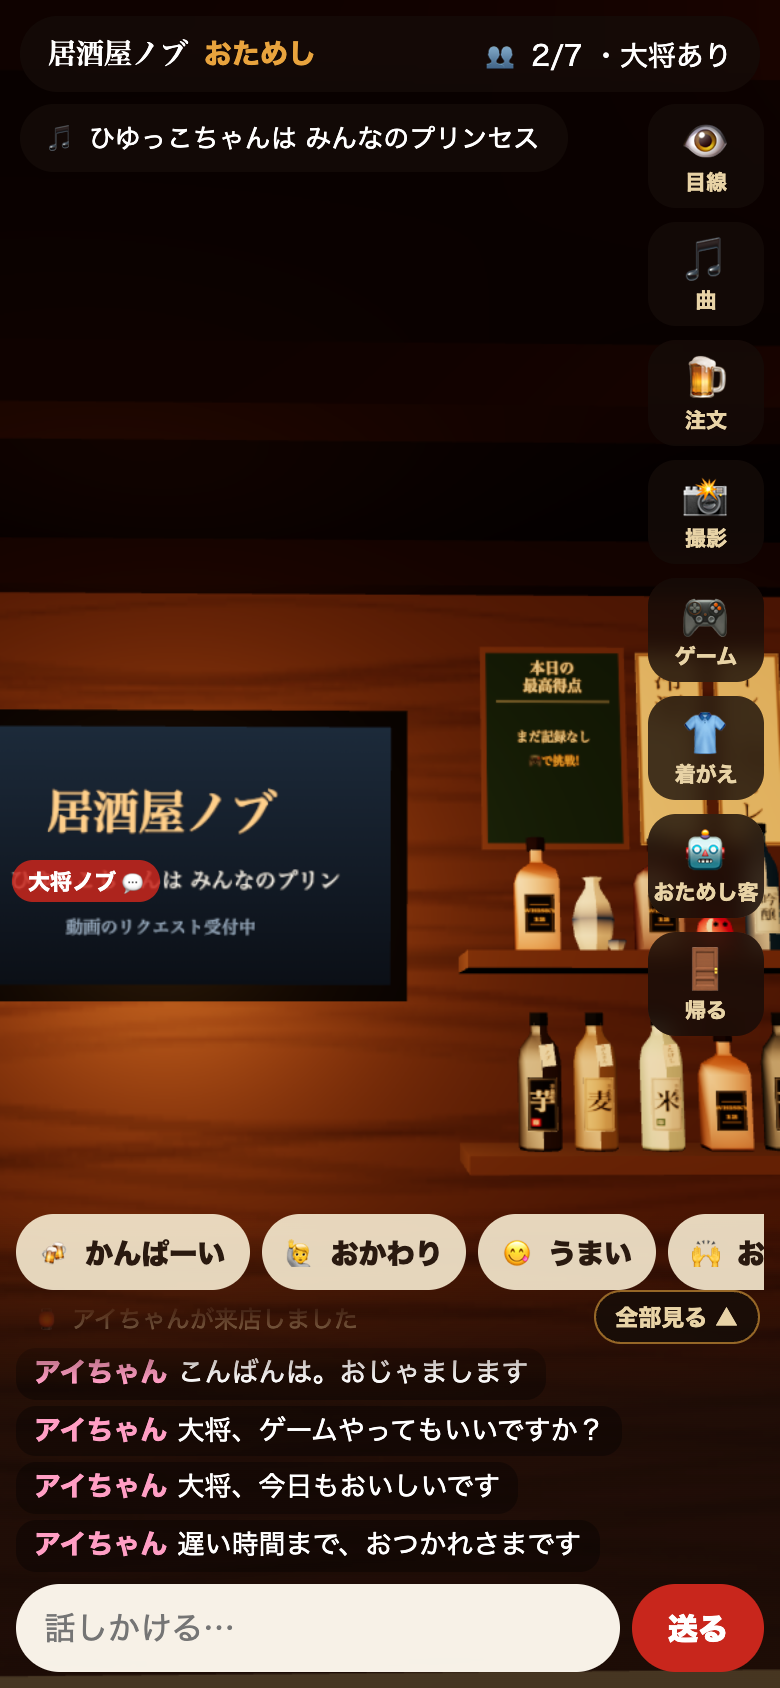 居酒屋ノブ おためし
2/7 ・大将あり
ひゆっこちゃんは みんなのプリンセス
目線
曲
注文
撮影
ゲーム
着がえ
おためし客
帰る
本日の
最高得点
まだ記録なし
で挑戦!
居酒屋ノブ
大将ノブ
は みんなのプリン
動画のリクエスト受付中
芋
麦
米
かんぱーい
おかわり
うまい
お
アイちゃんが来店しました
全部見る ▲
アイちゃん こんばんは。おじゃまします
アイちゃん 大将、ゲームやってもいいですか？
アイちゃん 大将、今日もおいしいです
アイちゃん 遅い時間まで、おつかれさまです
話しかける…
送る